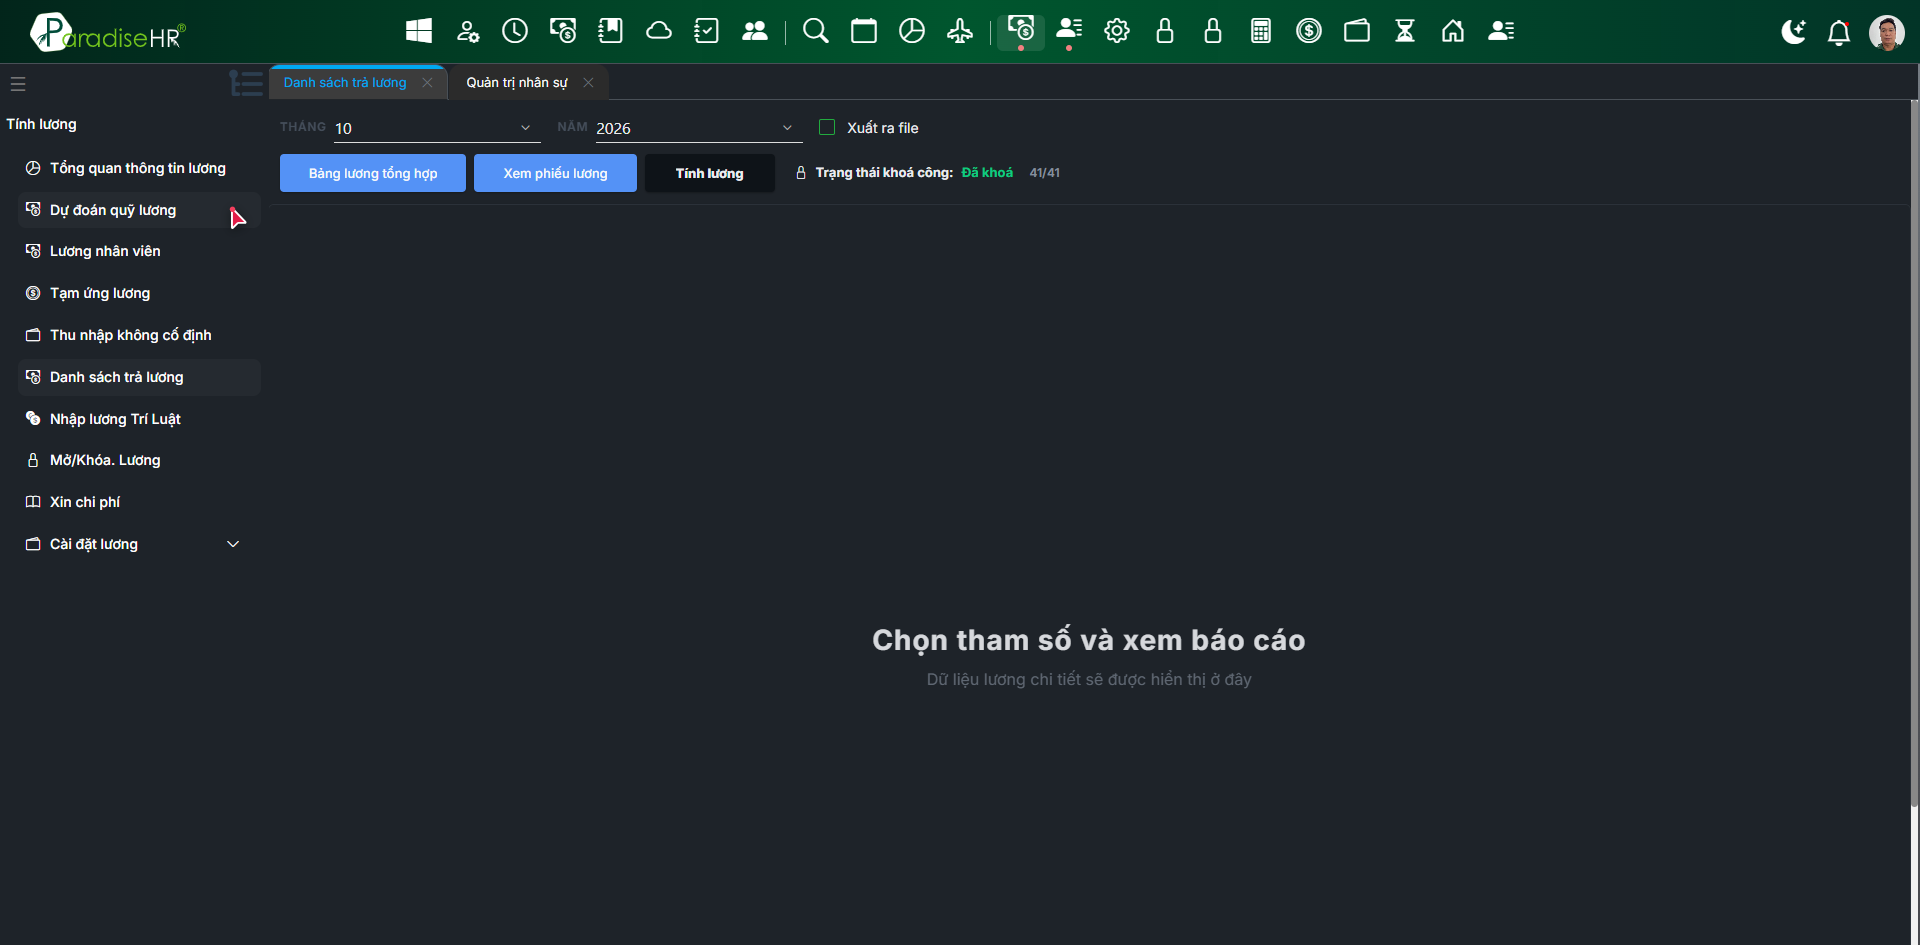 ParadiseHR®
Danh sách trả lương
Quản trị nhân sự
Tính lương
Tổng quan thông tin lương
Dự đoán quỹ lương
Lương nhân viên
Tạm ứng lương
Thu nhập không cố định
Danh sách trả lương
Nhập lương Trí Luật
Mở/Khóa. Lương
Xin chi phí
Cài đặt lương
THÁNG 10 NĂM 2026 Xuất ra file
Bảng lương tổng hợp Xem phiếu lương Tính lương Trạng thái khoá công: Đã khoá 41/41
Chọn tham số và xem báo cáo
Dữ liệu lương chi tiết sẽ được hiển thị ở đây